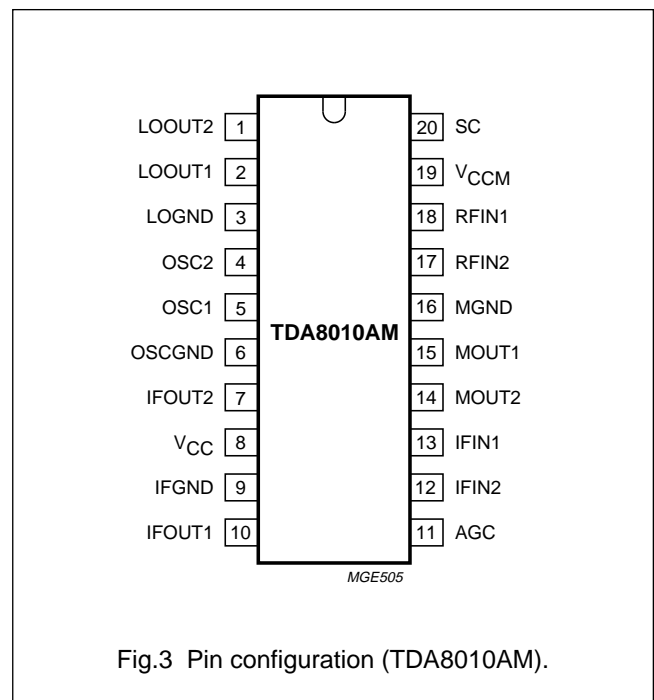 LOOUT2 1 20 SC
LOOUT1 2 19 VCCM
LOGND 3 18 RFIN1
OSC2 4 17 RFIN2
OSC1 5 16 MGND
TDA8010AM
OSCGND 6 15 MOUT1
IFOUT2 7 14 MOUT2
VCC 8 13 IFIN1
IFGND 9 12 IFIN2
IFOUT1 10 11 AGC
MGE505
Fig.3 Pin configuration (TDA8010AM).